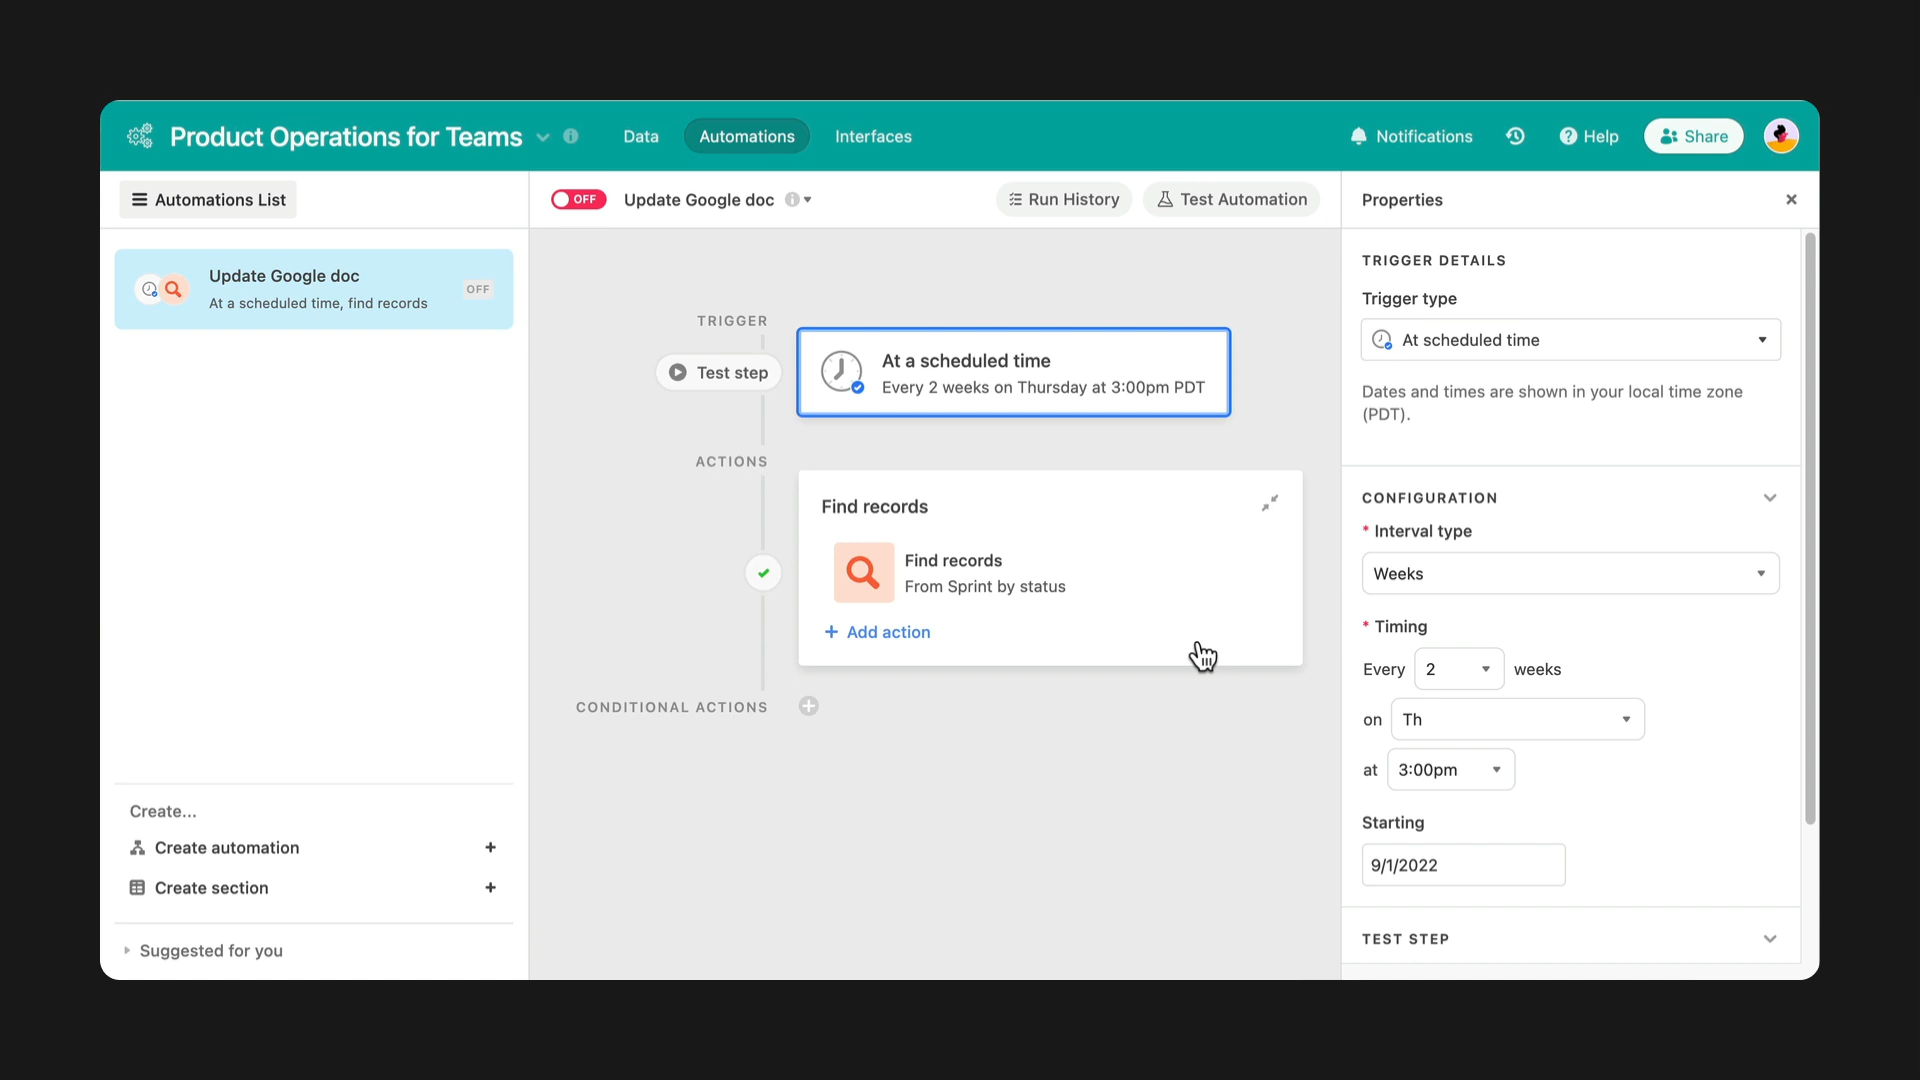 Product Operations for Teams
Data
Automations
Interfaces
Notifications
Help
Share
Automations List
OFF
Update Google doc
Run History
Test Automation
Properties
Update Google doc
At a scheduled time, find records
OFF
TRIGGER
Test step
At a scheduled time
Every 2 weeks on Thursday at 3:00pm PDT
ACTIONS
Find records
Find records
From Sprint by status
+ Add action
CONDITIONAL ACTIONS
TRIGGER DETAILS
Trigger type
At scheduled time
Dates and times are shown in your local time zone
(PDT).
CONFIGURATION
* Interval type
Weeks
* Timing
Every 2 weeks
on Th
at 3:00pm
Starting
9/1/2022
TEST STEP
Create...
Create automation +
Create section +
Suggested for you